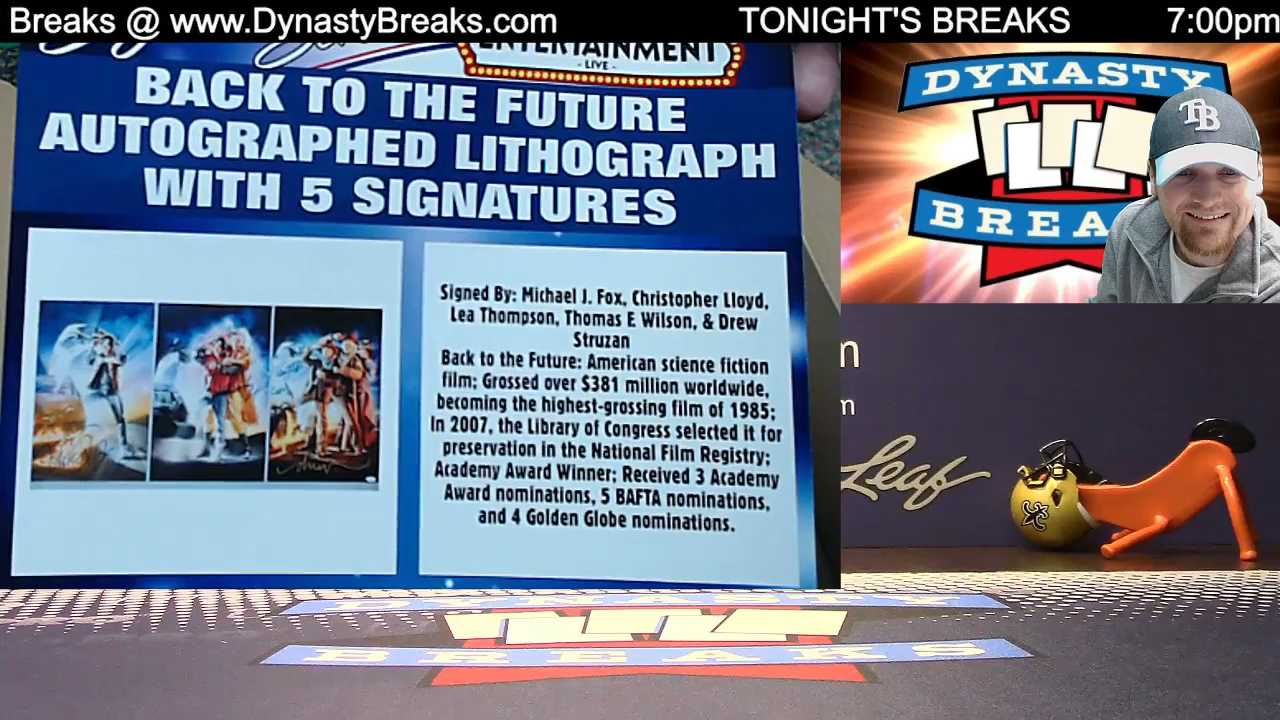 Breaks @ www.DynastyBreaks.com
TONIGHT'S BREAKS
7:00pm
ENTERTAINMENT
- LIVE -
BACK TO THE FUTURE
AUTOGRAPHED LITHOGRAPH
WITH 5 SIGNATURES
Signed By: Michael J. Fox, Christopher Lloyd,
Lea Thompson, Thomas F. Wilson, & Drew
Struzan
Back to the Future: American science fiction
film; Grossed over $381 million worldwide,
becoming the highest-grossing film of 1985;
In 2007, the Library of Congress selected it for
preservation in the National Film Registry;
Academy Award Winner; Received 3 Academy
Award nominations, 5 BAFTA nominations,
and 4 Golden Globe nominations.
DYNASTY
BREA
TB
n
m
Leaf
DYNASTY
BREAKS